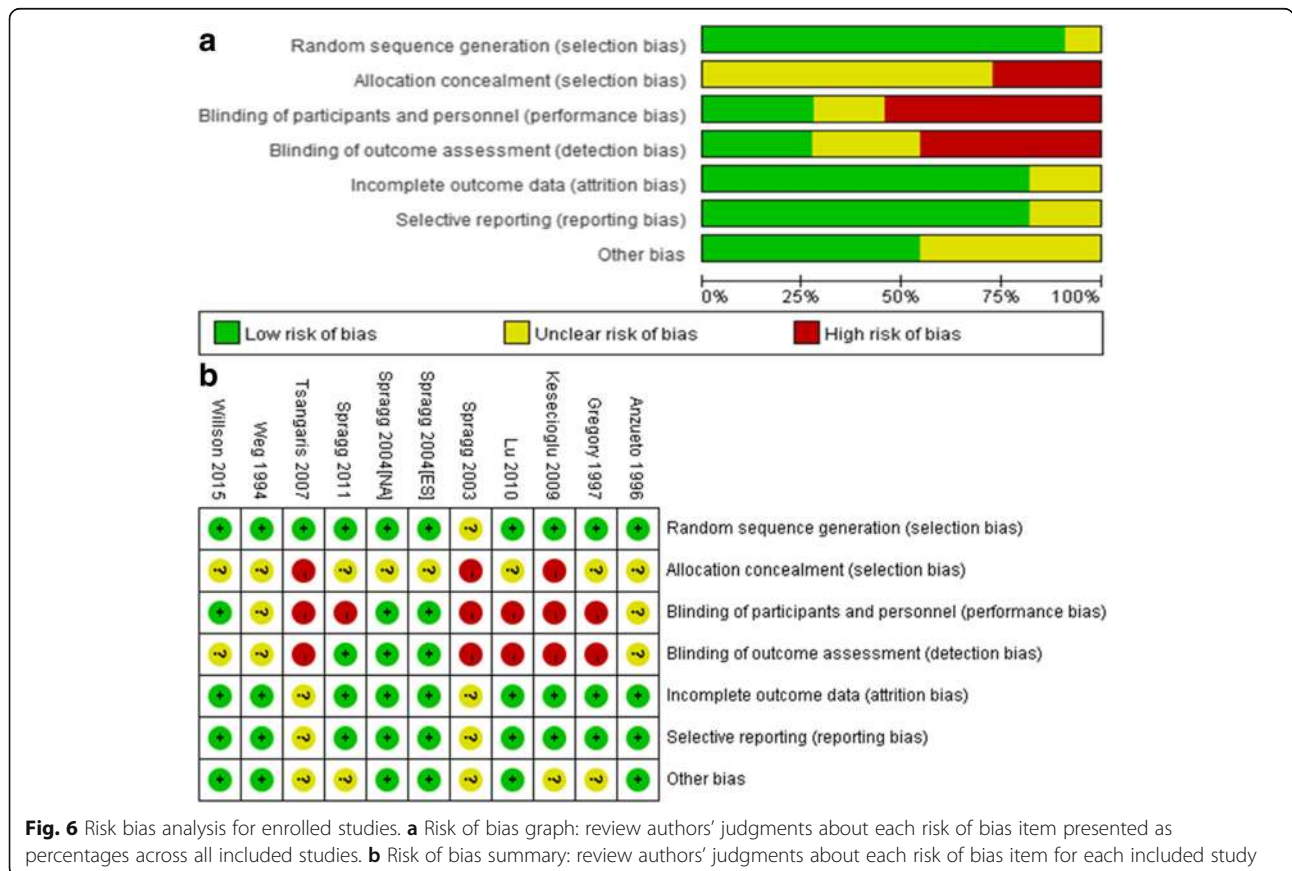 a
Random sequence generation (selection bias)
Allocation concealment (selection bias)
Blinding of participants and personnel (performance bias)
Blinding of outcome assessment (detection bias)
Incomplete outcome data (attrition bias)
Selective reporting (reporting bias)
Other bias
0% 25% 50% 75% 100%
Low risk of bias Unclear risk of bias High risk of bias
b
Willson 2015
Weg 1994
Tsangaris 2007
Spragg 2011
Spragg 2004[NA]
Spragg 2004[ES]
Spragg 2003
Lu 2010
Kesecioglu 2009
Gregory 1997
Anzueto 1996
+ + + + + + ? + + + + Random sequence generation (selection bias)
? ? - ? ? ? - ? - ? ? Allocation concealment (selection bias)
+ ? - - + + - - - - ? Blinding of participants and personnel (performance bias)
? ? - + + + - - - - ? Blinding of outcome assessment (detection bias)
+ + ? + + + ? + + + + Incomplete outcome data (attrition bias)
+ + ? + + + ? + + + + Selective reporting (reporting bias)
+ + ? ? + + ? + ? ? + Other bias
Fig. 6 Risk bias analysis for enrolled studies. a Risk of bias graph: review authors’ judgments about each risk of bias item presented as
percentages across all included studies. b Risk of bias summary: review authors’ judgments about each risk of bias item for each included study